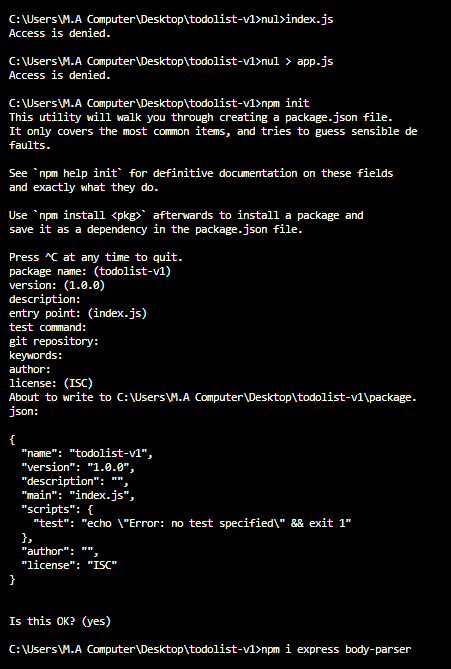 C:\Users\M.A Computer\Desktop\todolist-v1>nul>index.js
Access is denied.
C:\Users\M.A Computer\Desktop\todolist-v1>nul > app.js
Access is denied.
C:\Users\M.A Computer\Desktop\todolist-v1>npm init
This utility will walk you through creating a package.json file.
It only covers the most common items, and tries to guess sensible de
faults.
See `npm help init` for definitive documentation on these fields
and exactly what they do.
Use `npm install <pkg>` afterwards to install a package and
save it as a dependency in the package.json file.
Press ^C at any time to quit.
package name: (todolist-v1)
version: (1.0.0)
description:
entry point: (index.js)
test command:
git repository:
keywords:
author:
license: (ISC)
About to write to C:\Users\M.A Computer\Desktop\todolist-v1\package.
json:
{
  "name": "todolist-v1",
  "version": "1.0.0",
  "description": "",
  "main": "index.js",
  "scripts": {
    "test": "echo \"Error: no test specified\" && exit 1"
  },
  "author": "",
  "license": "ISC"
}
Is this OK? (yes)
C:\Users\M.A Computer\Desktop\todolist-v1>npm i express body-parser